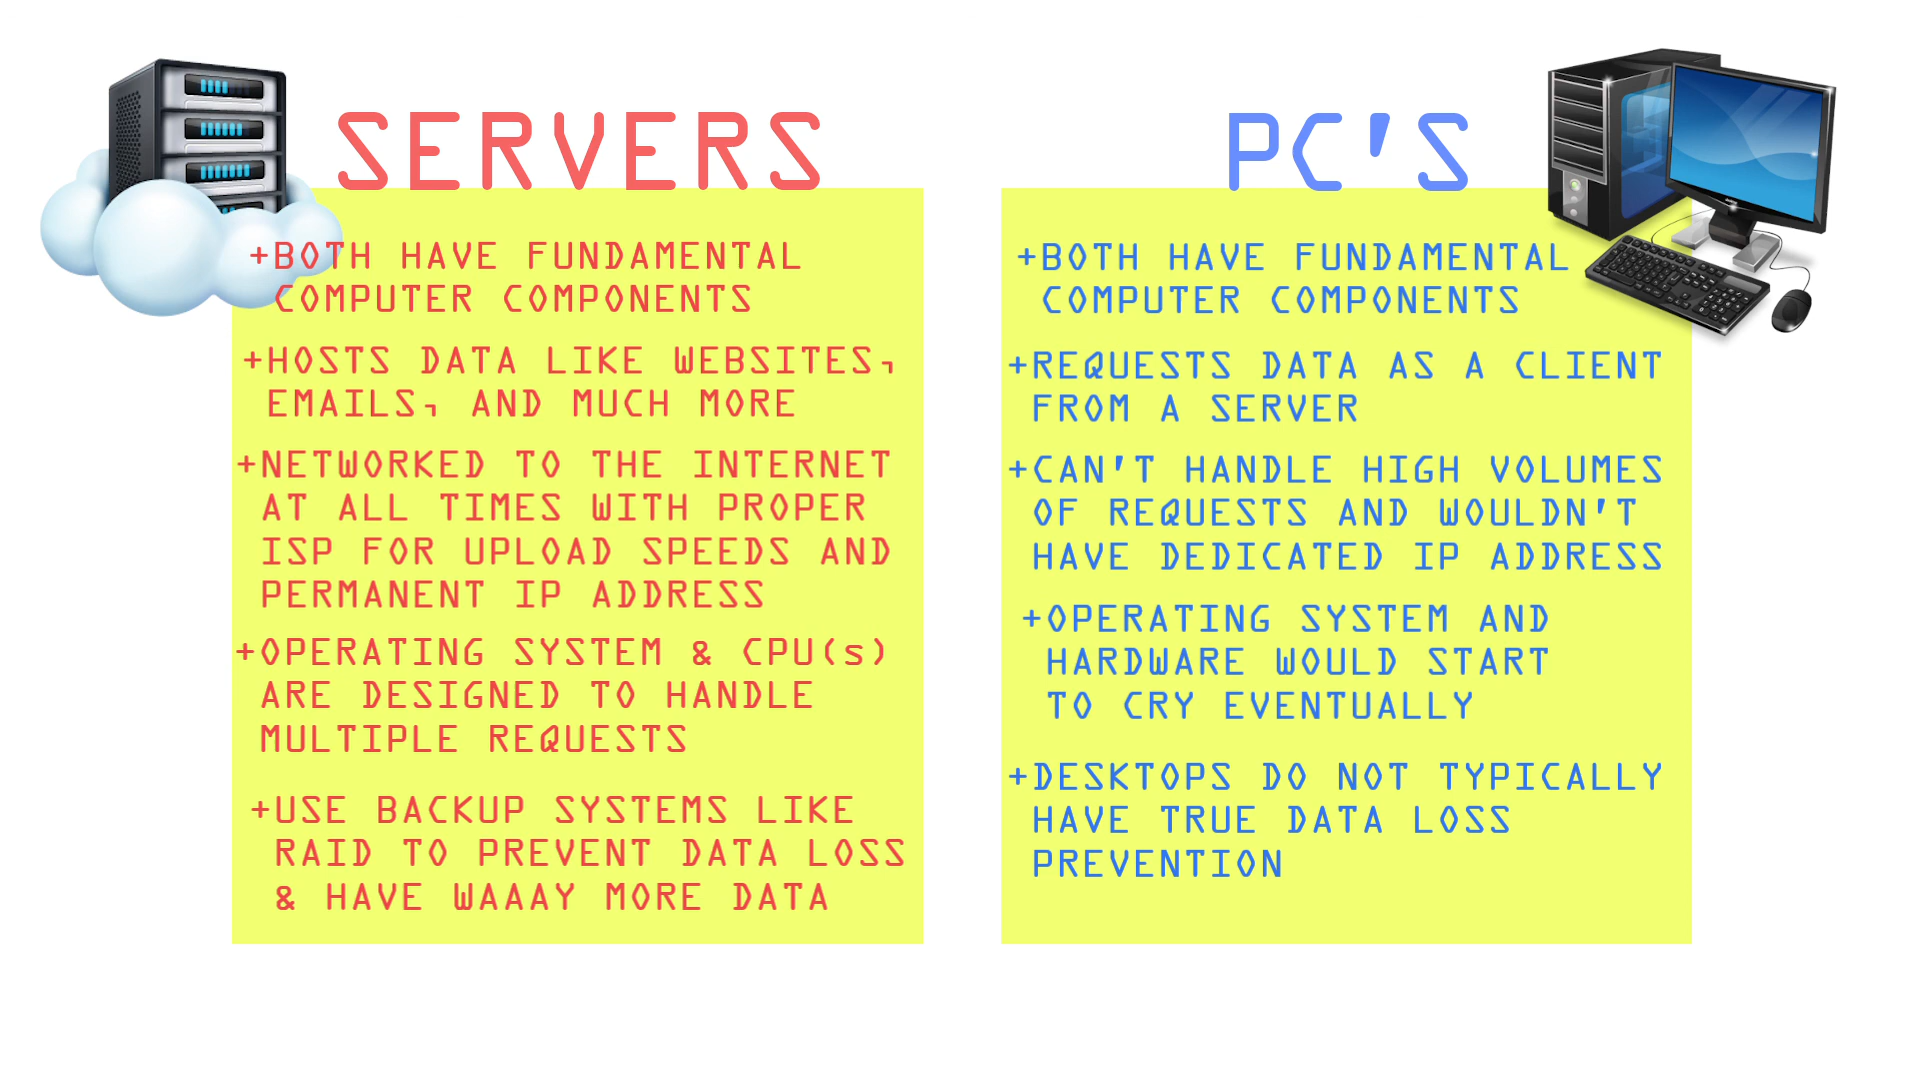 SERVERS
+BOTH HAVE FUNDAMENTAL
COMPUTER COMPONENTS
+HOSTS DATA LIKE WEBSITES,
EMAILS, AND MUCH MORE
+NETWORKED TO THE INTERNET
AT ALL TIMES WITH PROPER
ISP FOR UPLOAD SPEEDS AND
PERMANENT IP ADDRESS
+OPERATING SYSTEM & CPU(s)
ARE DESIGNED TO HANDLE
MULTIPLE REQUESTS
+USE BACKUP SYSTEMS LIKE
RAID TO PREVENT DATA LOSS
& HAVE WAAAY MORE DATA
PC'S
+BOTH HAVE FUNDAMENTAL
COMPUTER COMPONENTS
+REQUESTS DATA AS A CLIENT
FROM A SERVER
+CAN'T HANDLE HIGH VOLUMES
OF REQUESTS AND WOULDN'T
HAVE DEDICATED IP ADDRESS
+OPERATING SYSTEM AND
HARDWARE WOULD START
TO CRY EVENTUALLY
+DESKTOPS DO NOT TYPICALLY
HAVE TRUE DATA LOSS
PREVENTION